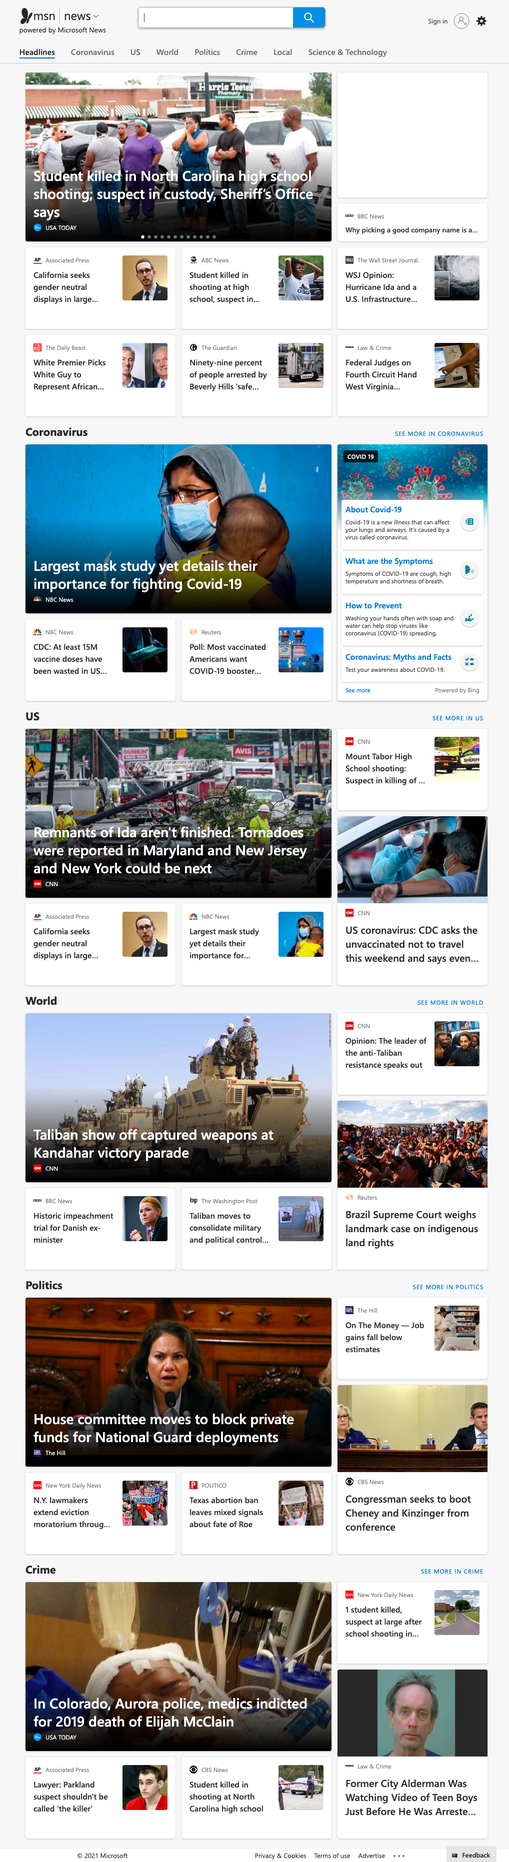 msn | news
powered by Microsoft News
Sign in
Headlines
Coronavirus
US
World
Politics
Crime
Local
Science & Technology
Harris Teeter
Student killed in North Carolina high school
shooting; suspect in custody, Sheriff's Office
says
USA TODAY
BBC News
Why picking a good company name is a...
Associated Press
California seeks
gender neutral
displays in large...
ABC News
Student killed in
shooting at high
school, suspect in...
The Wall Street Journal
WSJ Opinion:
Hurricane Ida and a
U.S. Infrastructure...
The Daily Beast
White Premier Picks
White Guy to
Represent African...
The Guardian
Ninety-nine percent
of people arrested by
Beverly Hills 'safe...
Law & Crime
Federal Judges on
Fourth Circuit Hand
West Virginia...
Coronavirus
SEE MORE IN CORONAVIRUS
Largest mask study yet details their
importance for fighting Covid-19
NBC News
COVID 19
About Covid-19
Covid-19 is a new illness that can affect
your lungs and airways. It's caused by a
virus called coronavirus.
What are the Symptoms
Symptoms of COVID-19 are cough, high
temperature and shortness of breath.
How to Prevent
Washing your hands often with soap and
water can help stop viruses like
coronavirus (COVID-19) spreading.
Coronavirus: Myths and Facts
Test your awareness about COVID-19.
See more
Powered by Bing
NBC News
CDC: At least 15M
vaccine doses have
been wasted in US...
Reuters
Poll: Most vaccinated
Americans want
COVID-19 booster...
US
SEE MORE IN US
DUNKIN'
AVIS
Remnants of Ida aren't finished. Tornadoes
were reported in Maryland and New Jersey
and New York could be next
CNN
CNN
Mount Tabor High
School shooting:
Suspect in killing of ...
CNN
US coronavirus: CDC asks the
unvaccinated not to travel
this weekend and says even...
Associated Press
California seeks
gender neutral
displays in large...
NBC News
Largest mask study
yet details their
importance for...
World
SEE MORE IN WORLD
Taliban show off captured weapons at
Kandahar victory parade
CNN
CNN
Opinion: The leader of
the anti-Taliban
resistance speaks out
Reuters
Brazil Supreme Court weighs
landmark case on indigenous
land rights
BBC News
Historic impeachment
trial for Danish ex-
minister
The Washington Post
Taliban moves to
consolidate military
and political control...
Politics
SEE MORE IN POLITICS
House committee moves to block private
funds for National Guard deployments
The Hill
The Hill
On The Money — Job
gains fall below
estimates
CBS News
Congressman seeks to boot
Cheney and Kinzinger from
conference
New York Daily News
N.Y. lawmakers
extend eviction
moratorium throug...
POLITICO
Texas abortion ban
leaves mixed signals
about fate of Roe
Crime
SEE MORE IN CRIME
In Colorado, Aurora police, medics indicted
for 2019 death of Elijah McClain
USA TODAY
New York Daily News
1 student killed,
suspect at large after
school shooting in...
Law & Crime
Former City Alderman Was
Watching Video of Teen Boys
Just Before He Was Arreste...
Associated Press
Lawyer: Parkland
suspect shouldn't be
called 'the killer'
CBS News
Student killed in
shooting at North
Carolina high school
© 2021 Microsoft
Privacy & Cookies
Terms of use
Advertise
Feedback